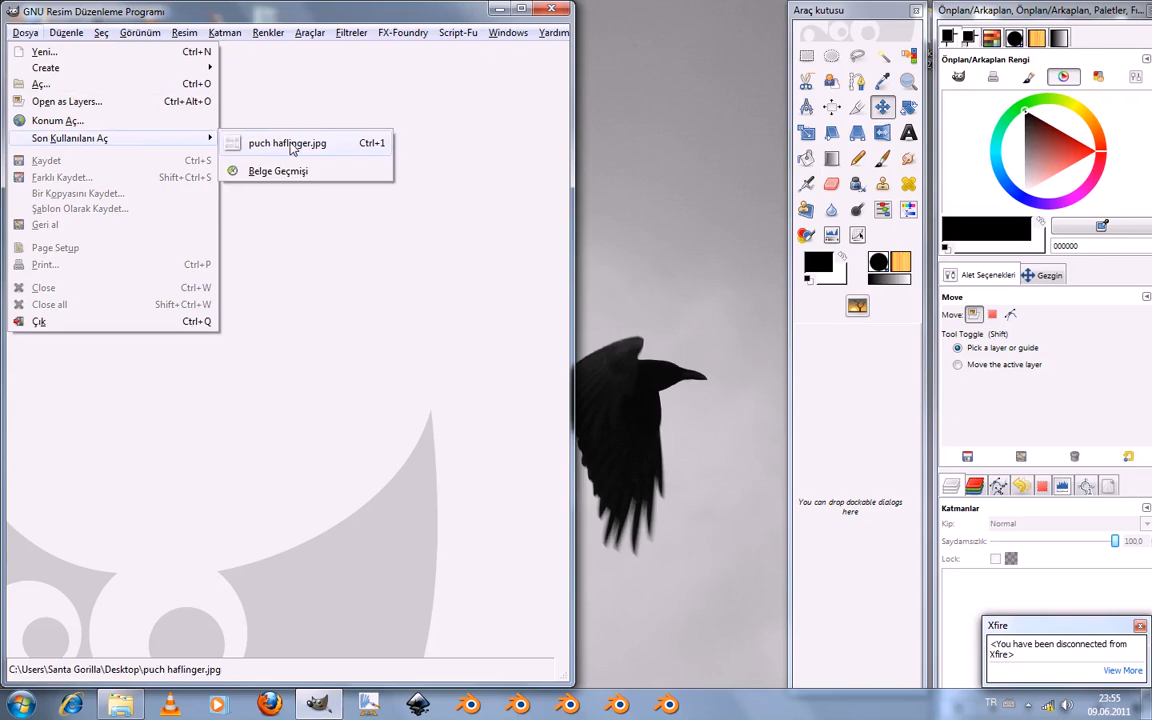 GNU Resim Düzenleme Programı
Dosya Düzenle Seç Görünüm Resim Katman Renkler Araçlar Filtreler FX-Foundry Script-Fu Windows Yardım
Yeni... Ctrl+N
Create
Aç... Ctrl+O
Open as Layers... Ctrl+Alt+O
Konum Aç...
Son Kullanılanı Aç
Kaydet Ctrl+S
Farklı Kaydet... Shift+Ctrl+S
Bir Kopyasını Kaydet...
Şablon Olarak Kaydet...
Geri al
Page Setup
Print... Ctrl+P
Close Ctrl+W
Close all Shift+Ctrl+W
Çık Ctrl+Q
puch haflinger.jpg Ctrl+1
Belge Geçmişi
C:\Users\Santa Gorilla\Desktop\puch haflinger.jpg
Araç kutusu
You can drop dockable dialogs
here
Önplan/Arkaplan, Önplan/Arkaplan, Paletler, Fı...
Önplan/Arkaplan Rengi
000000
Alet Seçenekleri Gezgin
Move
Move:
Tool Toggle (Shift)
Pick a layer or guide
Move the active layer
Katmanlar
Kip: Normal
Saydamsızlık: 100,0
Lock:
Xfire
<You have been disconnected from
Xfire>
View More
TR
23:55
09.06.2011